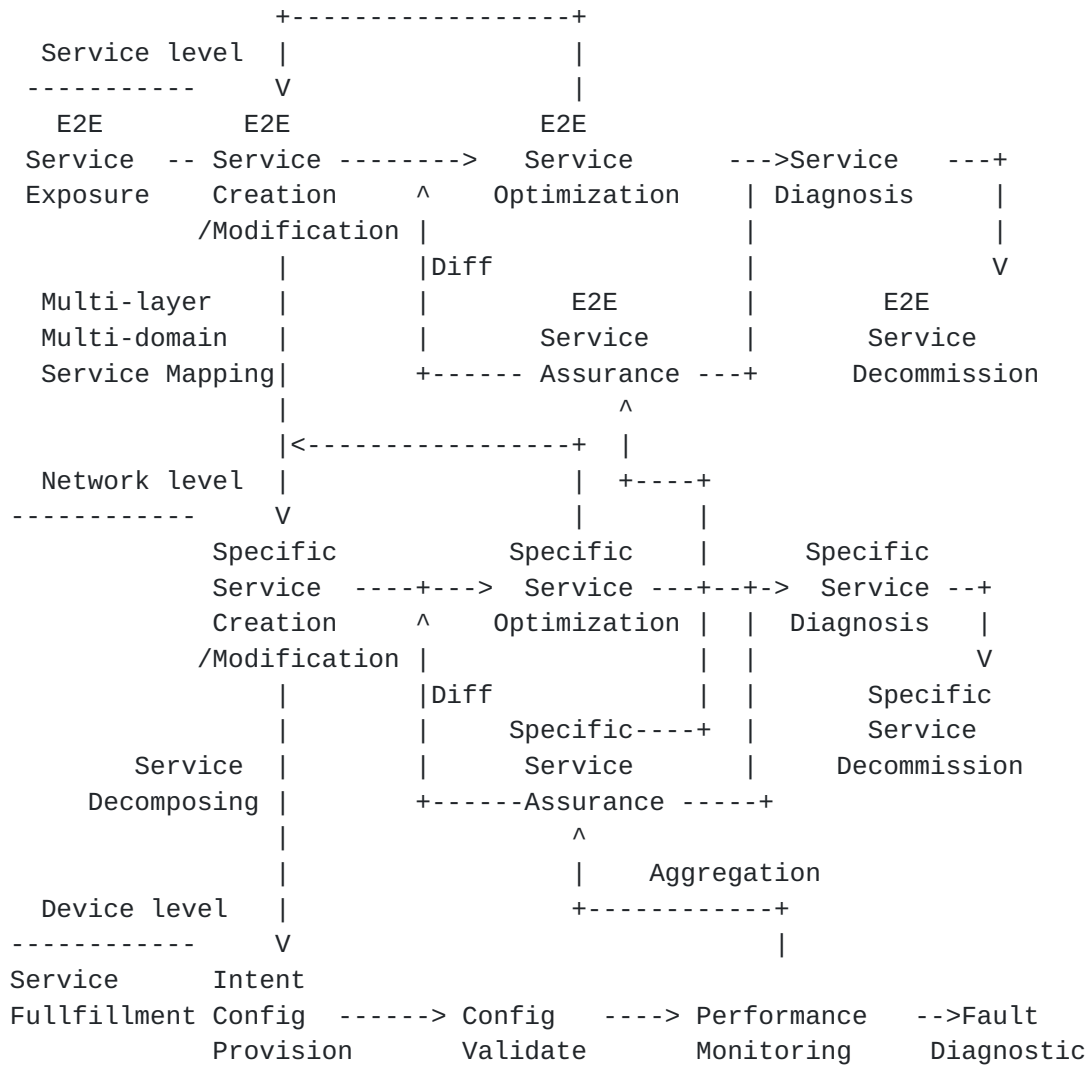 +------------------+
  Service level  |                  |
 -----------     V                  |
   E2E         E2E                E2E
 Service  -- Service -------->   Service      --->Service   ---+
 Exposure    Creation     ^    Optimization    | Diagnosis     |
            /Modification |                    |               |
                 |        |Diff                |               V
  Multi-layer    |        |         E2E        |        E2E
  Multi-domain   |        |       Service      |       Service
  Service Mapping|        +------ Assurance ---+      Decommission
                 |                     ^
                 |<-----------------+  |
  Network level  |                  |  +----+
------------     V                  |       |
             Specific           Specific    |      Specific
             Service  ----+--->  Service ---+--+->  Service --+
             Creation     ^    Optimization |  |  Diagnosis   |
            /Modification |                 |  |              V
                 |        |Diff             |  |       Specific
                 |        |     Specific----+  |       Service
        Service  |        |      Service       |     Decommission
     Decomposing |        +------Assurance -----+
                 |                  ^
                 |                  |    Aggregation
  Device level   |                  +------------+
------------     V                               |
Service      Intent
Fullfillment Config  ------> Config   ----> Performance   -->Fault
             Provision       Validate       Monitoring     Diagnostic